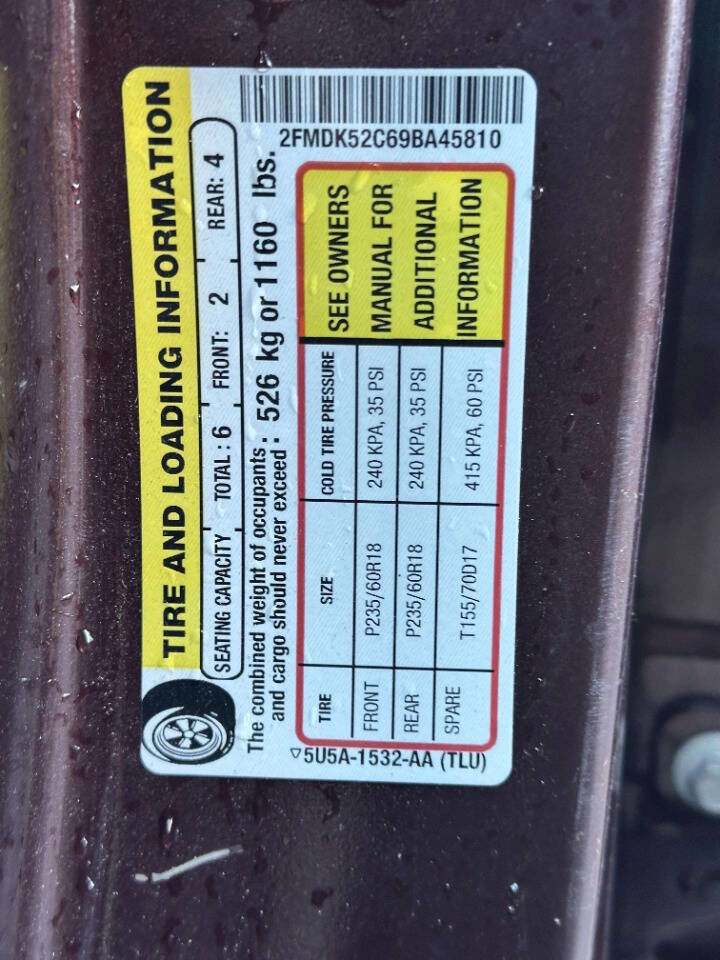 TIRE AND LOADING INFORMATION
SEATING CAPACITY TOTAL : 6 FRONT: 2 REAR: 4
The combined weight of occupants
and cargo should never exceed : 526 kg or 1160 lbs.
TIRE SIZE COLD TIRE PRESSURE
FRONT P235/60R18 240 KPA, 35 PSI
REAR P235/60R18 240 KPA, 35 PSI
SPARE T155/70D17 415 KPA, 60 PSI
SEE OWNERS
MANUAL FOR
ADDITIONAL
INFORMATION
5U5A-1532-AA (TLU)
2FMDK52C69BA45810